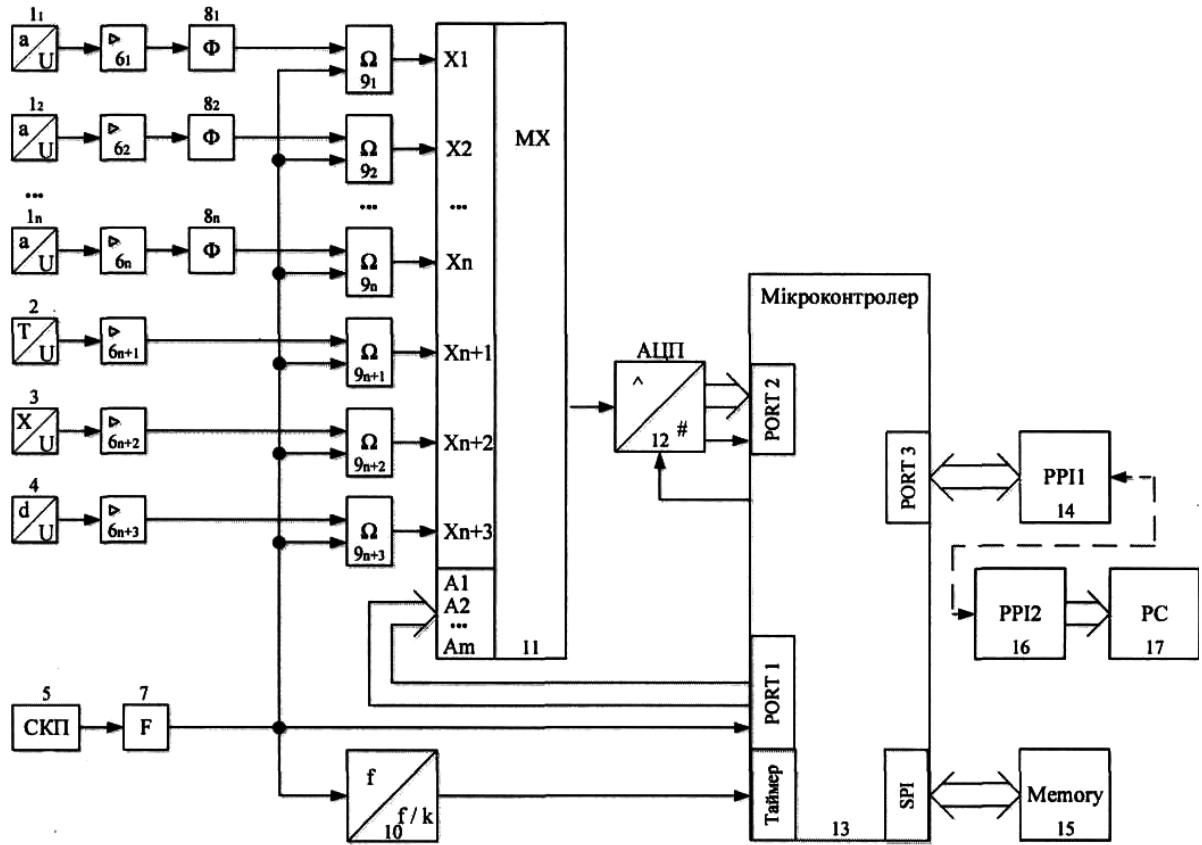 1₁ 8₁
a U ▷ 6₁ Φ Ω 9₁ X1
1₂ 8₂
a U ▷ 6₂ Φ Ω 9₂ X2 MX
... ... ...
1ₙ 8ₙ
a U ▷ 6ₙ Φ Ω 9ₙ Xn
2
T U ▷ 6ₙ₊₁ Ω 9ₙ₊₁ Xn+1
3
X U ▷ 6ₙ₊₂ Ω 9ₙ₊₂ Xn+2
4
d U ▷ 6ₙ₊₃ Ω 9ₙ₊₃ Xn+3
A1
A2
...
Am
11
АЦП
^ # 12
Мікроконтролер
PORT 2
PORT 3
PORT 1
Таймер
SPI
13
PPI1
14
PPI2
16
PC
17
Memory
15
5
СКП
7
F
f f / k
10